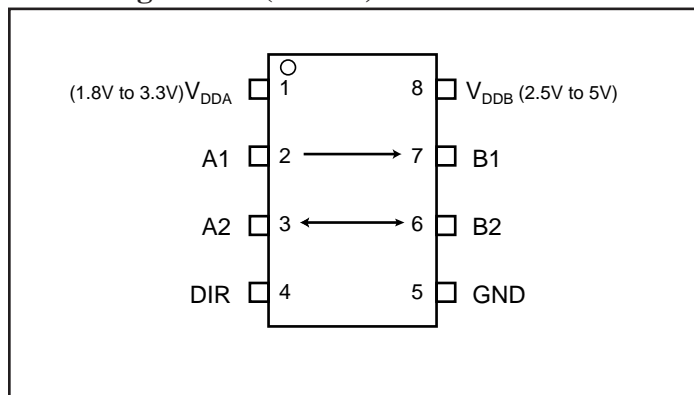 (1.8V to 3.3V)VDDA 1 8 VDDB (2.5V to 5V)
A1 2 7 B1
A2 3 6 B2
DIR 4 5 GND